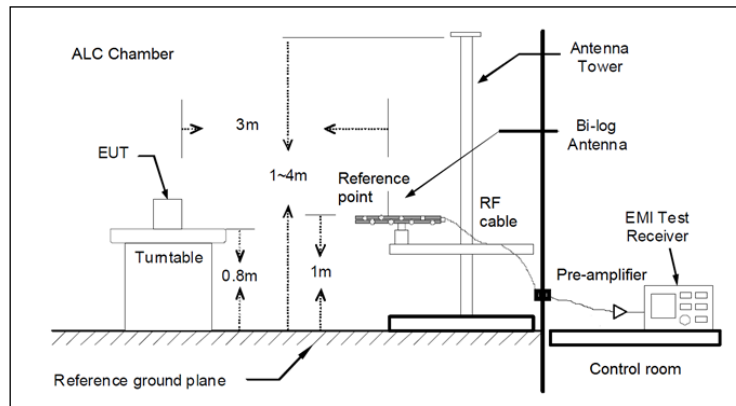 ALC Chamber
Antenna
Tower
3m
Bi-log
Antenna
EUT
1~4m
Reference
point
RF
cable
EMI Test
Receiver
Turntable
0.8m
1m
Pre-amplifier
Reference ground plane
Control room